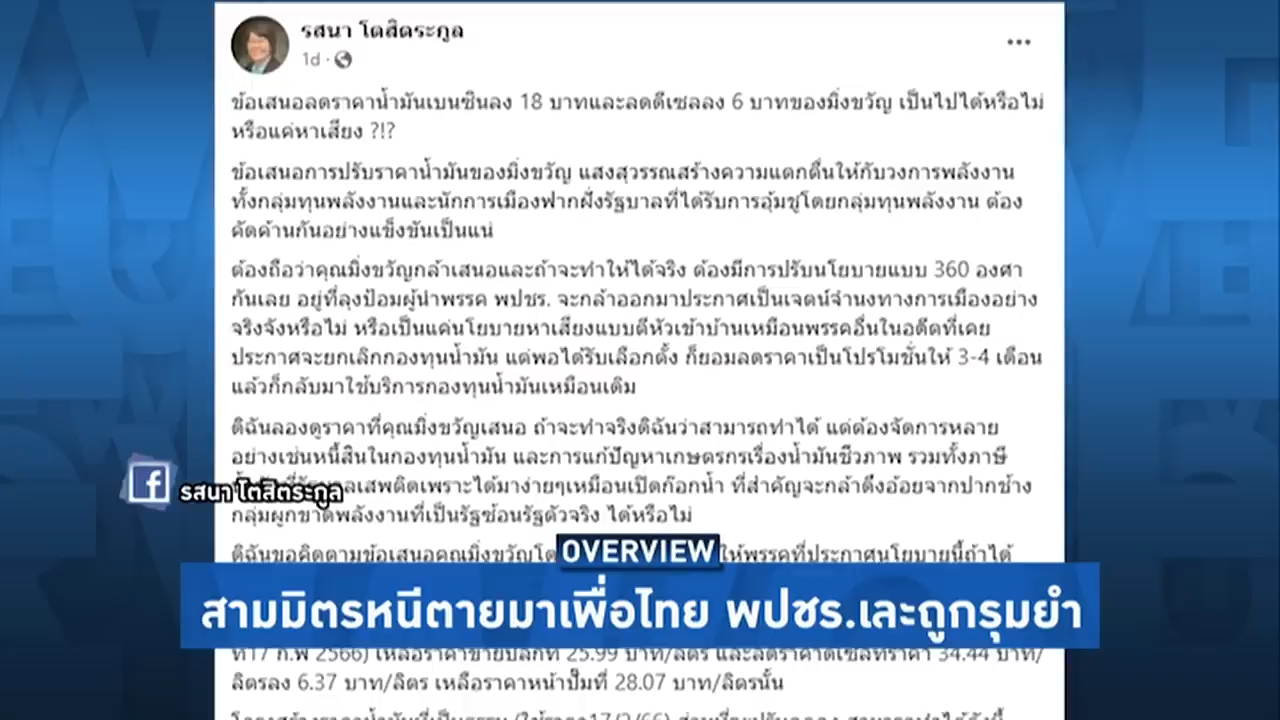 รสนา โตสิตระกูล
1d
ข้อเสนอลดราคาน้ำมันเบนซินลง 18 บาทและลดดีเซลลง 6 บาทของมิ่งขวัญ เป็นไปได้หรือไม่
หรือแค่หาเสียง ?!?
ข้อเสนอการปรับราคาน้ำมันของมิ่งขวัญ แสงสุวรรณสร้างความแตกตื่นให้กับวงการพลังงาน
ทั้งกลุ่มทุนพลังงานและนักการเมืองฟากฝั่งรัฐบาลที่ได้รับการอุ้มชูโดยกลุ่มทุนพลังงาน ต้อง
คัดค้านกันอย่างแข็งขันเป็นแน่
ต้องถือว่าคุณมิ่งขวัญกล้าเสนอและถ้าจะทำให้ได้จริง ต้องมีการปรับนโยบายแบบ 360 องศา
กันเลย อยู่ที่ลุงป้อมผู้นำพรรค พปชร. จะกล้าออกมาประกาศเป็นเจตน์จำนงทางการเมืองอย่าง
จริงจังหรือไม่ หรือเป็นแค่นโยบายหาเสียงแบบตีหัวเข้าบ้านเหมือนพรรคอื่นในอดีตที่เคย
ประกาศจะยกเลิกกองทุนน้ำมัน แต่พอได้รับเลือกตั้ง ก็ยอมลดราคาเป็นโปรโมชั่นให้ 3-4 เดือน
แล้วก็กลับมาใช้บริการกองทุนน้ำมันเหมือนเดิม
ดิฉันลองดูราคาที่คุณมิ่งขวัญเสนอ ถ้าจะทำจริงดิฉันว่าสามารถทำได้ แต่ต้องจัดการหลาย
อย่างเช่นหนี้สินในกองทุนน้ำมัน และการแก้ปัญหาเกษตรกรเรื่องน้ำมันชีวภาพ รวมทั้งภาษี
เสพติดเพราะได้มาง่ายๆเหมือนเปิดก๊อกน้ำ ที่สำคัญจะกล้าดึงอ้อยจากปากช้าง
รสนา โตสิตระกูล
กลุ่มผูกขาดพลังงานที่เป็นรัฐซ้อนรัฐตัวจริง ได้หรือไม่
ดิฉันขอคิดตามข้อเสนอคุณมิ่งขวัญ ให้พรรคที่ประกาศนโยบายนี้ถ้าได้
OVERVIEW
สามมิตรหนีตายมาเพื่อไทย พปชร.เละถูกรุมยำ
ที่17 ก.พ 2566) เหลือราคาขายปลีกที่ 25.99 บาท/ลิตร และลดราคาดีเซลที่ราคา 34.44 บาท/
ลิตรลง 6.37 บาท/ลิตร เหลือราคาหน้าปั๊มที่ 28.07 บาท/ลิตรนั้น